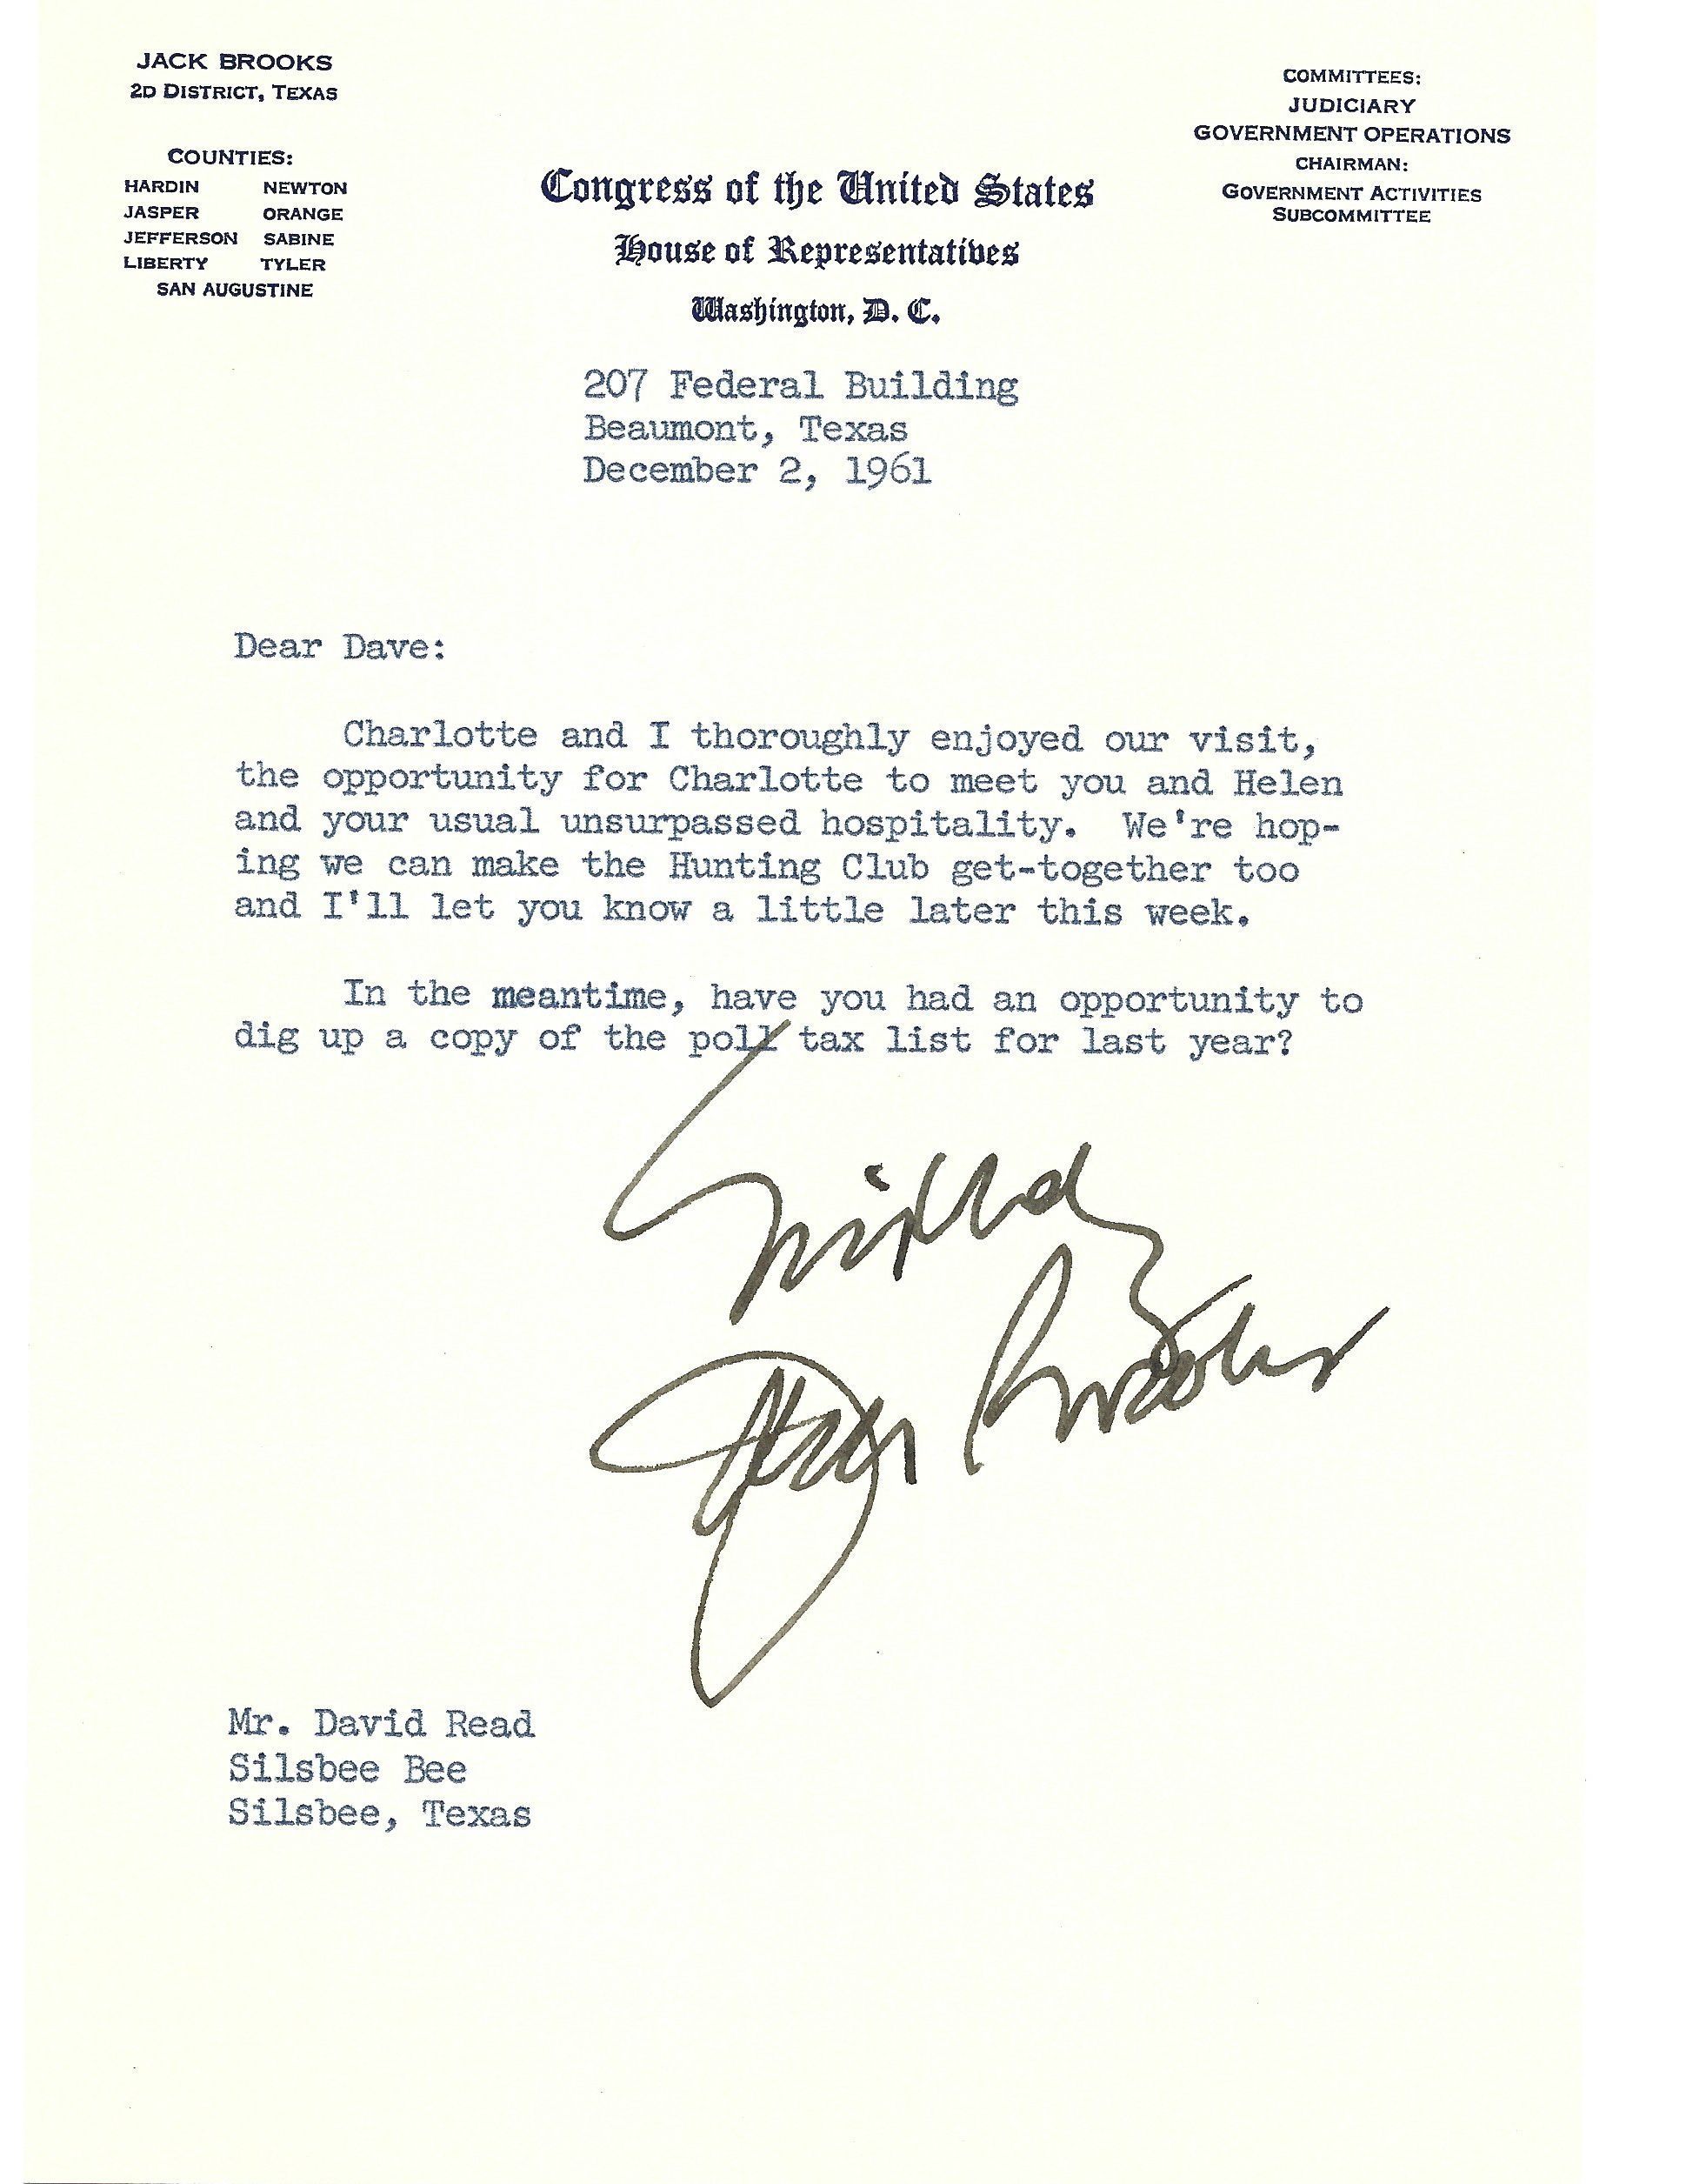 JACK BROOKS
2D DISTRICT, TEXAS
COUNTIES:
HARDIN NEWTON
JASPER ORANGE
JEFFERSON SABINE
LIBERTY TYLER
SAN AUGUSTINE
COMMITTEES:
JUDICIARY
GOVERNMENT OPERATIONS
CHAIRMAN:
GOVERNMENT ACTIVITIES
SUBCOMMITTEE
Congress of the United States
House of Representatives
Washington, D. C.
207 Federal Building
Beaumont, Texas
December 2, 1961
Dear Dave:
Charlotte and I thoroughly enjoyed our visit,
the opportunity for Charlotte to meet you and Helen
and your usual unsurpassed hospitality. We're hop-
ing we can make the Hunting Club get-together too
and I'll let you know a little later this week.
In the meantime, have you had an opportunity to
dig up a copy of the poll tax list for last year?
Jack Brooks
Mr. David Read
Silsbee Bee
Silsbee, Texas